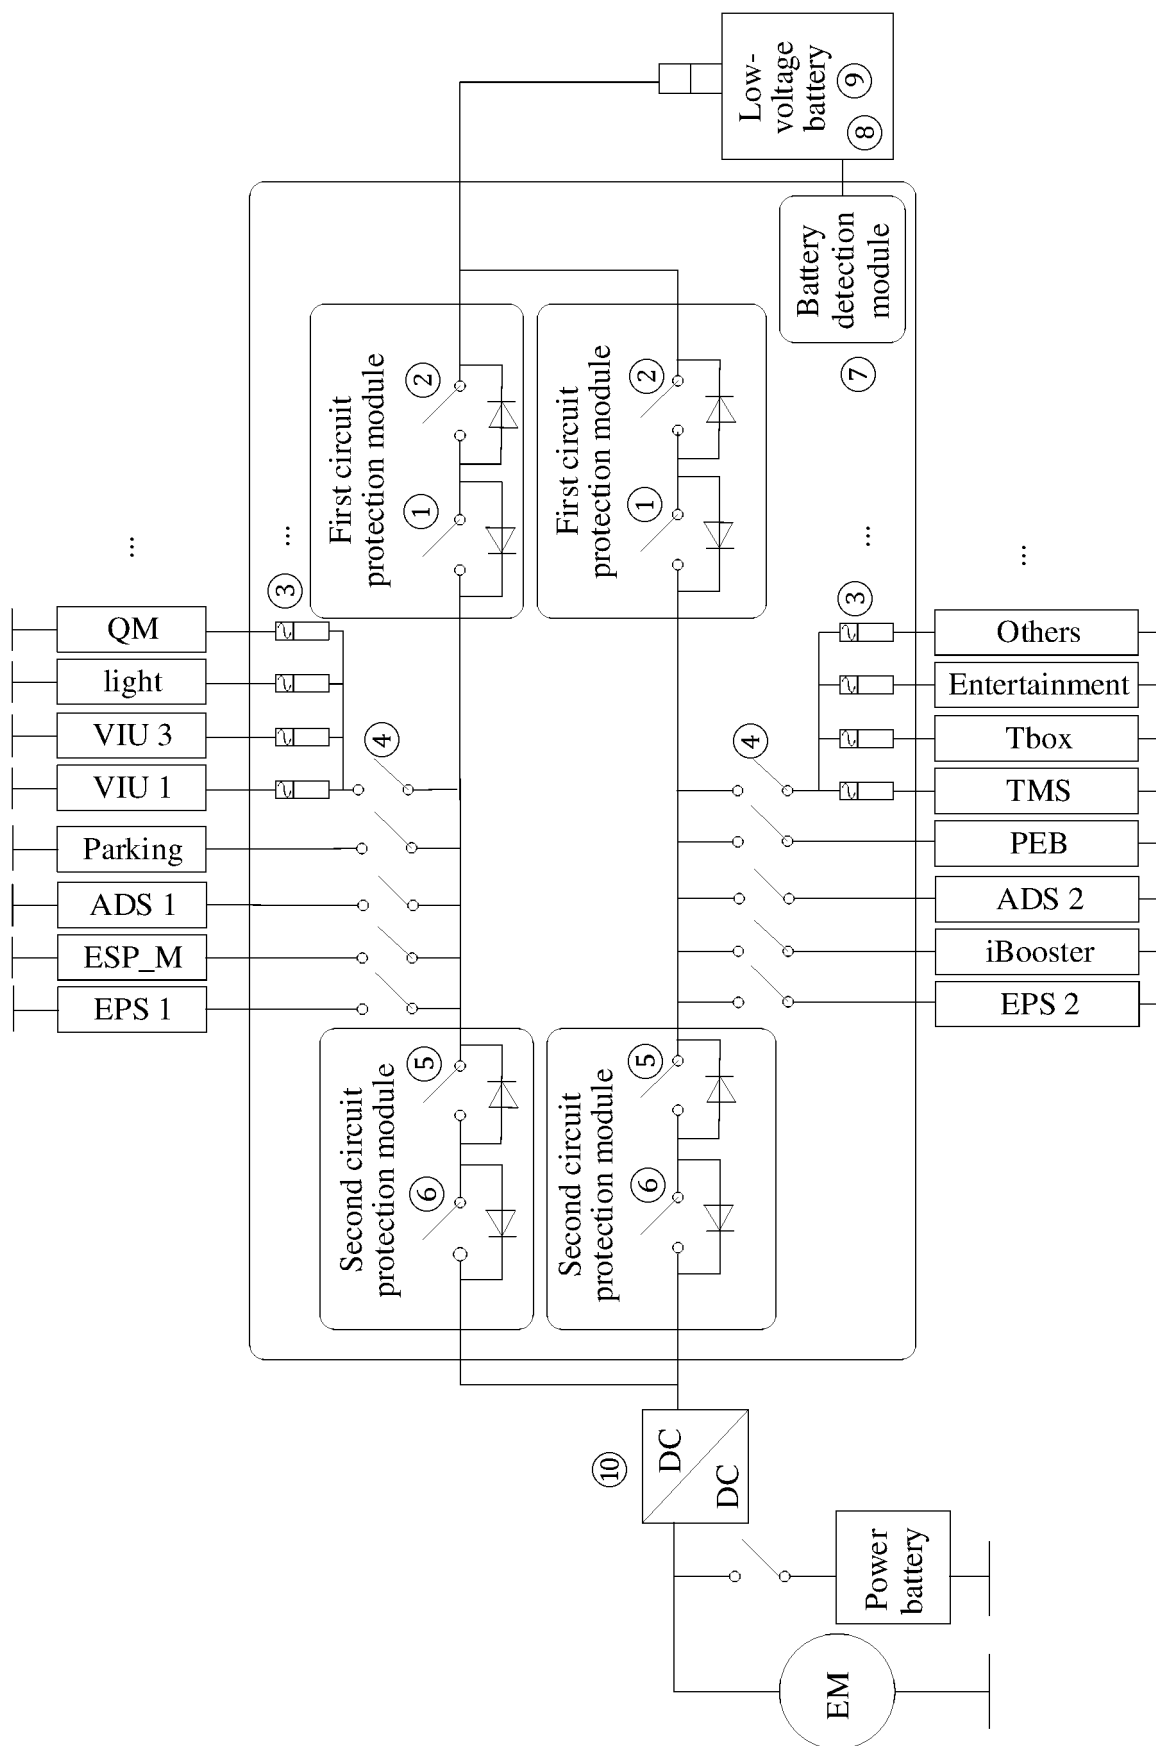 Low-
voltage
battery
⑨
⑧
Battery
detection
module
⑦
First circuit
protection module
②
①
First circuit
protection module
②
①
...
...
...
...
③
③
QM
light
VIU 3
VIU 1
Parking
ADS 1
ESP_M
EPS 1
④
④
Others
Entertainment
Tbox
TMS
PEB
ADS 2
iBooster
EPS 2
Second circuit
protection module
⑤
⑥
Second circuit
protection module
⑤
⑥
⑩
DC
DC
Power
battery
EM